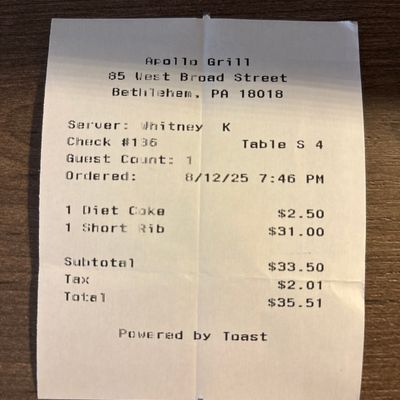 Apollo Grill
85 West Broad Street
Bethlehem, PA 18018
Server: Whitney K
Check #136 Table S 4
Guest Count: 1
Ordered: 8/12/25 7:46 PM
1 Diet Coke $2.50
1 Short Rib $31.00
Subtotal $33.50
Tax $2.01
Total $35.51
Powered by Toast